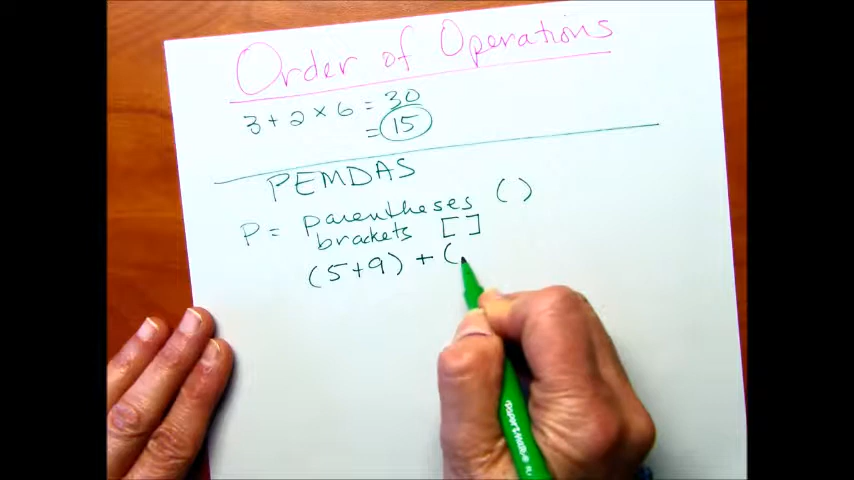 Order of Operations
3 + 2 × 6 = 30
= 15
PEMDAS
P = parentheses ( )
brackets [ ]
(5+9) + (